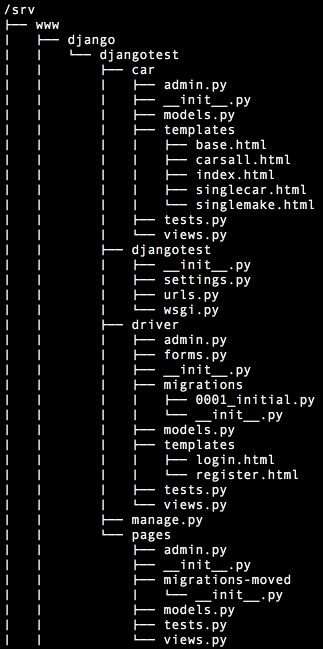 /srv
├── www
│   ├── django
│   │   └── djangotest
│   │       ├── car
│   │       │   ├── admin.py
│   │       │   ├── __init__.py
│   │       │   ├── models.py
│   │       │   ├── templates
│   │       │   │   ├── base.html
│   │       │   │   ├── carsall.html
│   │       │   │   ├── index.html
│   │       │   │   ├── singlecar.html
│   │       │   │   └── singlemake.html
│   │       │   ├── tests.py
│   │       │   └── views.py
│   │       ├── djangotest
│   │       │   ├── __init__.py
│   │       │   ├── settings.py
│   │       │   ├── urls.py
│   │       │   └── wsgi.py
│   │       ├── driver
│   │       │   ├── admin.py
│   │       │   ├── forms.py
│   │       │   ├── __init__.py
│   │       │   ├── migrations
│   │       │   │   ├── 0001_initial.py
│   │       │   │   └── __init__.py
│   │       │   ├── models.py
│   │       │   ├── templates
│   │       │   │   ├── login.html
│   │       │   │   └── register.html
│   │       │   ├── tests.py
│   │       │   └── views.py
│   │       ├── manage.py
│   │       └── pages
│   │           ├── admin.py
│   │           ├── __init__.py
│   │           ├── migrations-moved
│   │           │   └── __init__.py
│   │           ├── models.py
│   │           ├── tests.py
│   │           └── views.py